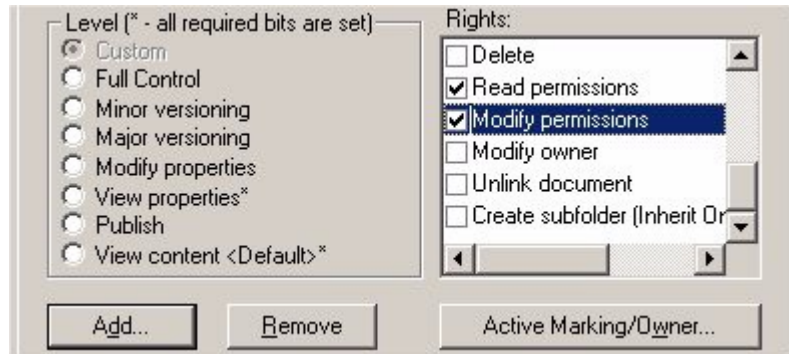 Level (* - all required bits are set)
Custom
Full Control
Minor versioning
Major versioning
Modify properties
View properties*
Publish
View content <Default>*
Rights:
Delete
Read permissions
Modify permissions
Modify owner
Unlink document
Create subfolder (Inherit Or
Add...
Remove
Active Marking/Owner...